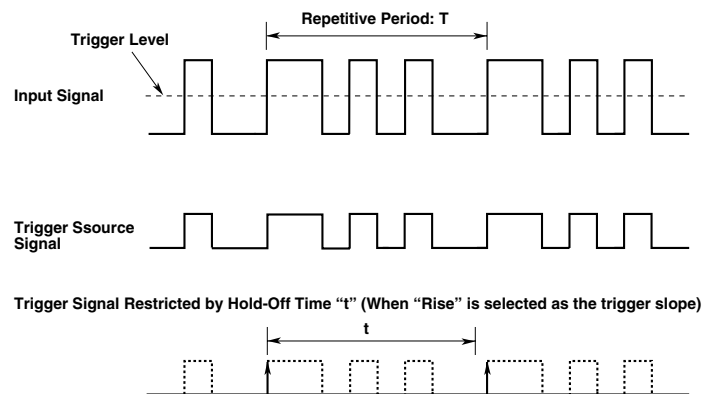 Repetitive Period: T
Trigger Level
Input Signal
Trigger Ssource
Signal
Trigger Signal Restricted by Hold-Off Time “t” (When “Rise” is selected as the trigger slope)
t